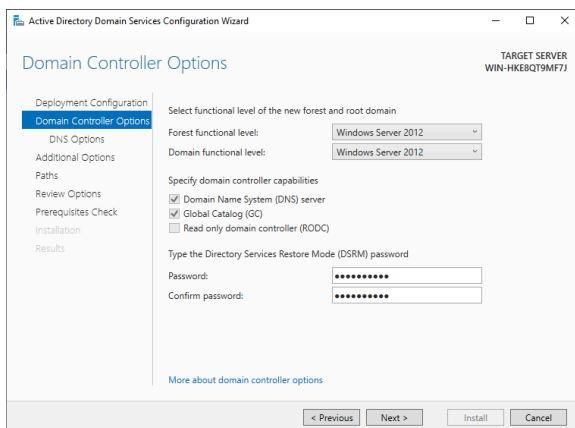 Active Directory Domain Services Configuration Wizard
Domain Controller Options
TARGET SERVER
WIN-HKE8QT9MF7J
Deployment Configuration
Domain Controller Options
DNS Options
Additional Options
Paths
Review Options
Prerequisites Check
Installation
Results
Select functional level of the new forest and root domain
Forest functional level: Windows Server 2012
Domain functional level: Windows Server 2012
Specify domain controller capabilities
Domain Name System (DNS) server
Global Catalog (GC)
Read only domain controller (RODC)
Type the Directory Services Restore Mode (DSRM) password
Password: ●●●●●●●●●●
Confirm password: ●●●●●●●●●●
More about domain controller options
< Previous Next > Install Cancel